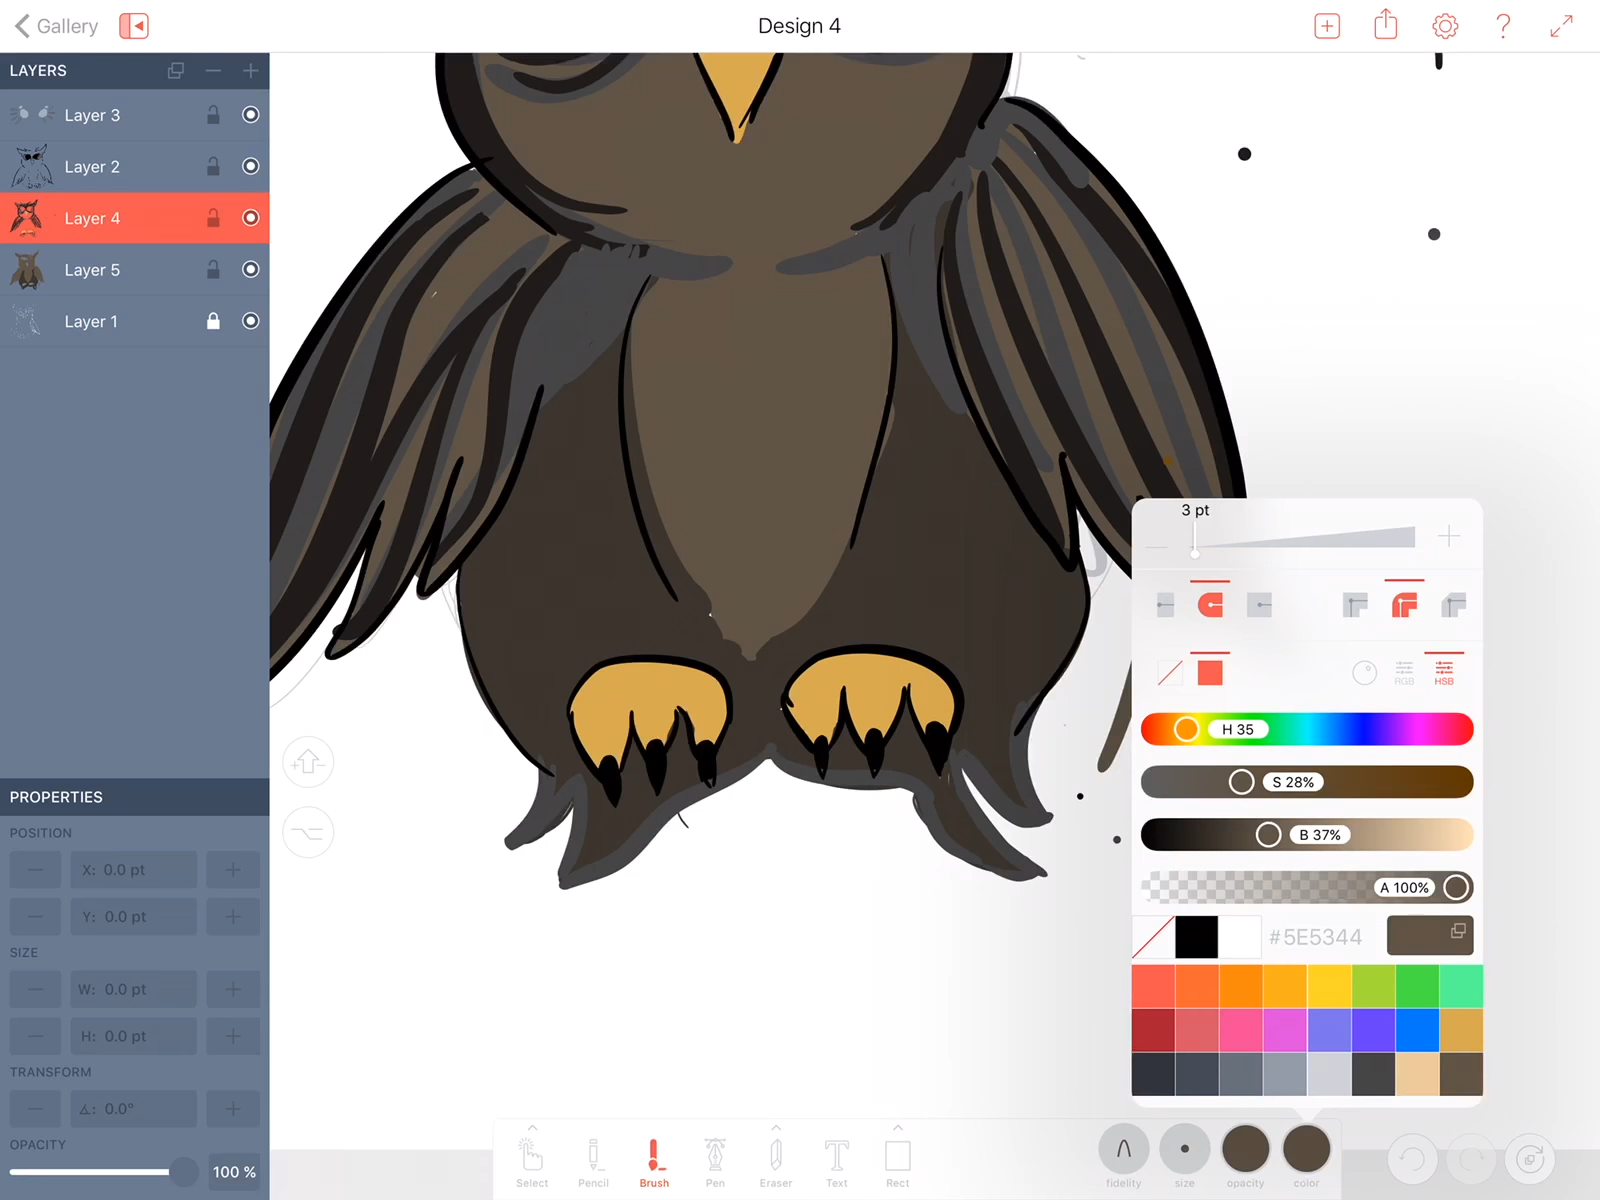 Gallery
Design 4
?
LAYERS
Layer 3
Layer 2
Layer 4
Layer 5
Layer 1
PROPERTIES
POSITION
X: 0.0 pt
Y: 0.0 pt
SIZE
W: 0.0 pt
H: 0.0 pt
TRANSFORM
∠: 0.0°
OPACITY
100 %
3 pt
RGB
HSB
H 35
S 28%
B 37%
A 100%
#5E5344
Select
Pencil
Brush
Pen
Eraser
Text
Rect
fidelity
size
opacity
color